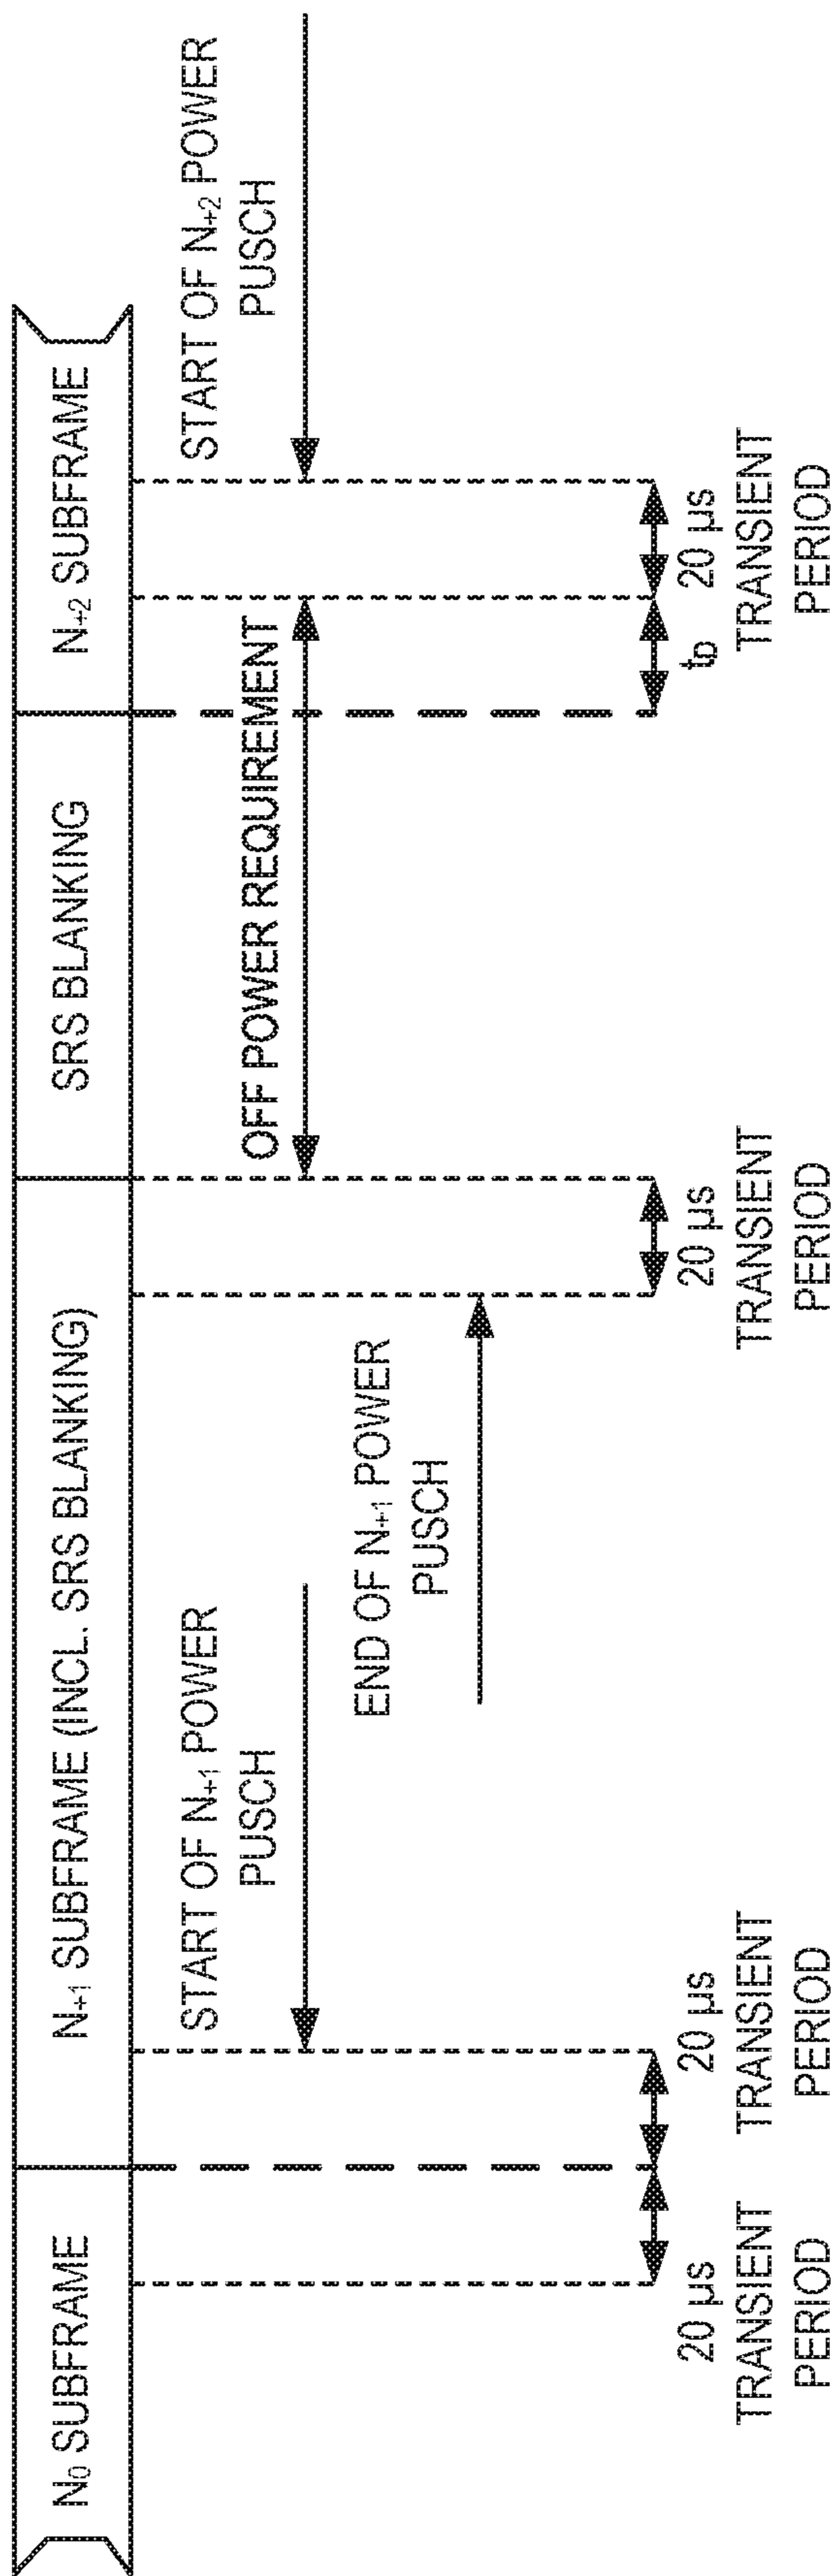 N0 SUBFRAME
N+1 SUBFRAME (INCL. SRS BLANKING)
SRS BLANKING
N+2 SUBFRAME
START OF N+1 POWER
PUSCH
END OF N+1 POWER
PUSCH
OFF POWER REQUIREMENT
START OF N+2 POWER
PUSCH
20 µs
TRANSIENT
PERIOD
20 µs
TRANSIENT
PERIOD
20 µs
TRANSIENT
PERIOD
tD
20 µs
TRANSIENT
PERIOD